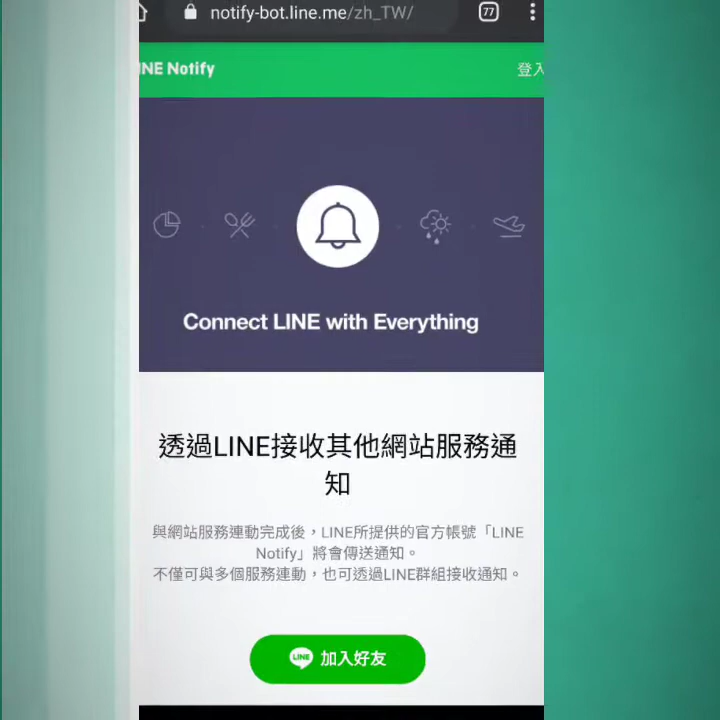 notify-bot.line.me/zh_TW/
77
INE Notify
登入
Connect LINE with Everything
透過LINE接收其他網站服務通
知
與網站服務連動完成後，LINE所提供的官方帳號「LINE
Notify」將會傳送通知。
不僅可與多個服務連動，也可透過LINE群組接收通知。
LINE 加入好友